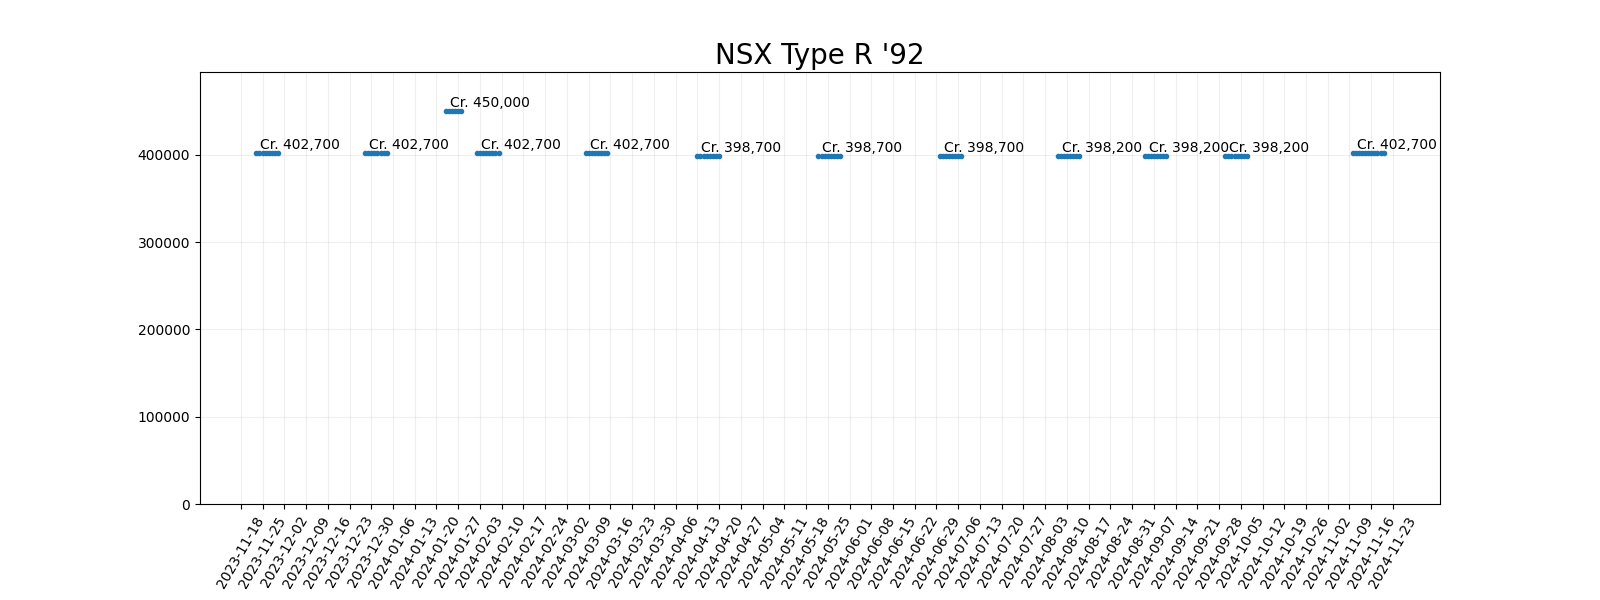 NSX Type R '92
Cr. 450,000
Cr. 402,700 Cr. 402,700 Cr. 402,700 Cr. 402,700 Cr. 398,700 Cr. 398,700 Cr. 398,700 Cr. 398,200 Cr. 398,200 Cr. 398,200 Cr. 402,700
400000
300000
200000
100000
0
2023-11-18 2023-11-25 2023-12-02 2023-12-09 2023-12-16 2023-12-23 2023-12-30 2024-01-06 2024-01-13 2024-01-20 2024-01-27 2024-02-03 2024-02-10 2024-02-17 2024-02-24 2024-03-02 2024-03-09 2024-03-16 2024-03-23 2024-03-30 2024-04-06 2024-04-13 2024-04-20 2024-04-27 2024-05-04 2024-05-11 2024-05-18 2024-05-25 2024-06-01 2024-06-08 2024-06-15 2024-06-22 2024-06-29 2024-07-06 2024-07-13 2024-07-20 2024-07-27 2024-08-03 2024-08-10 2024-08-17 2024-08-24 2024-08-31 2024-09-07 2024-09-14 2024-09-21 2024-09-28 2024-10-05 2024-10-12 2024-10-19 2024-10-26 2024-11-02 2024-11-09 2024-11-16 2024-11-23